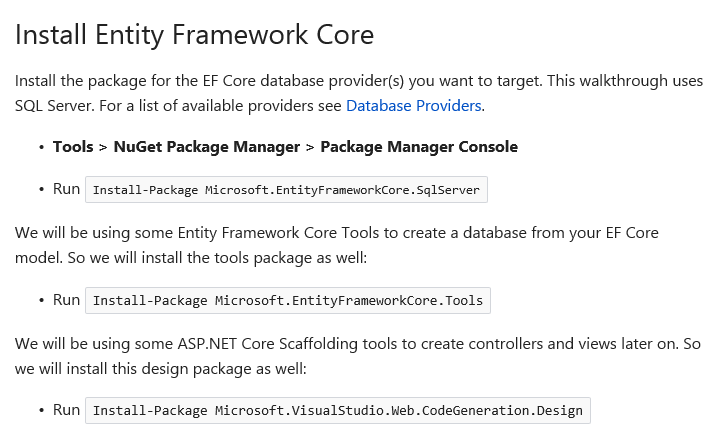 Install Entity Framework Core
Install the package for the EF Core database provider(s) you want to target. This walkthrough uses
SQL Server. For a list of available providers see Database Providers.
• Tools > NuGet Package Manager > Package Manager Console
• Run Install-Package Microsoft.EntityFrameworkCore.SqlServer
We will be using some Entity Framework Core Tools to create a database from your EF Core
model. So we will install the tools package as well:
• Run Install-Package Microsoft.EntityFrameworkCore.Tools
We will be using some ASP.NET Core Scaffolding tools to create controllers and views later on. So
we will install this design package as well:
• Run Install-Package Microsoft.VisualStudio.Web.CodeGeneration.Design